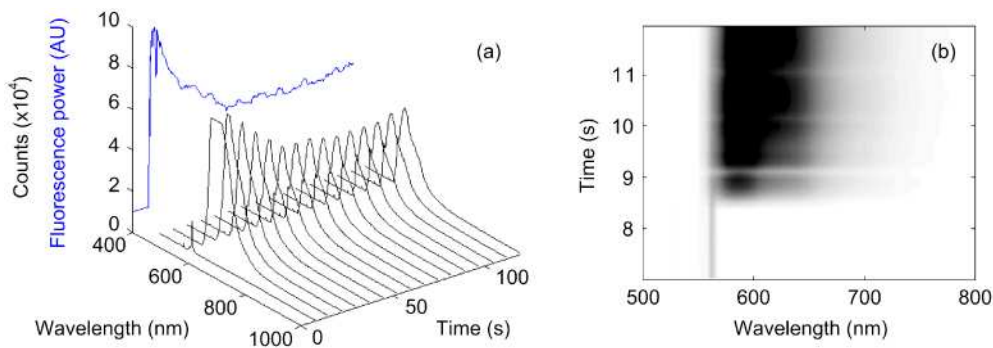 (a)
Counts (x10⁴)
Fluorescence power (AU)
10
8
6
4
2
0
400
600
800
1000
Wavelength (nm)
0
50
100
Time (s)
(b)
Time (s)
11
10
9
8
500
600
700
800
Wavelength (nm)